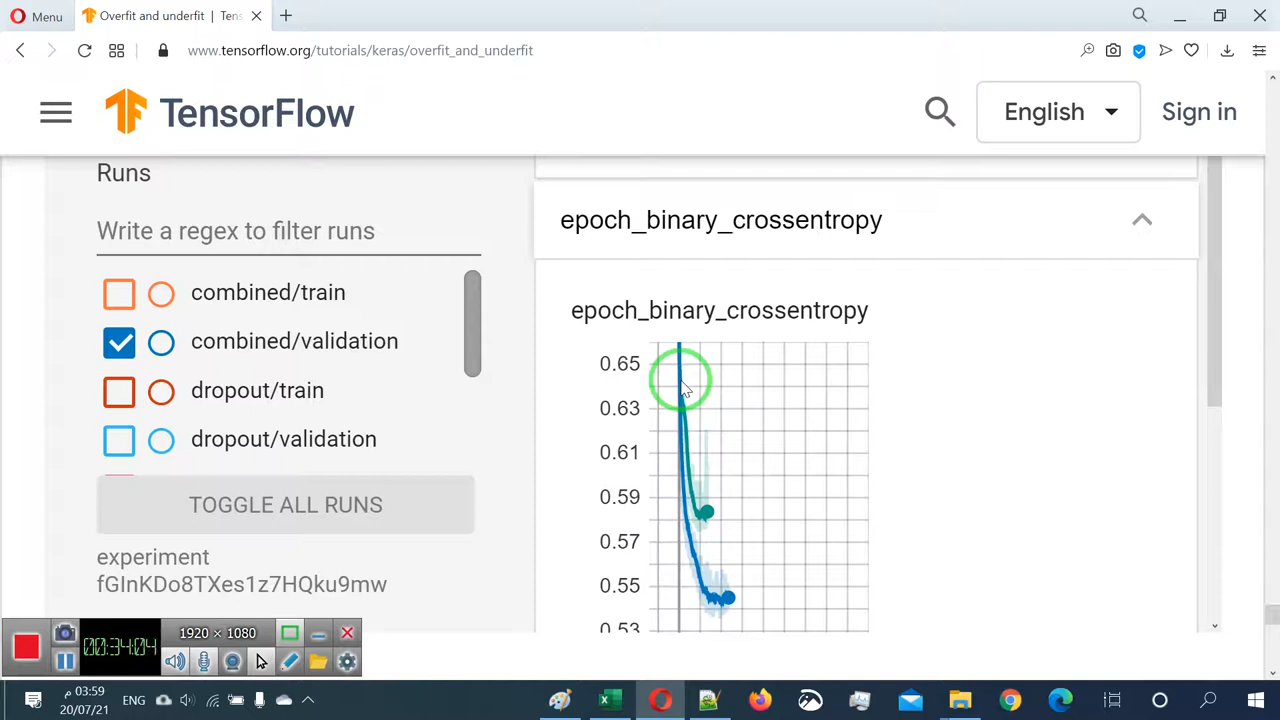 Menu
Overfit and underfit | Tens
www.tensorflow.org/tutorials/keras/overfit_and_underfit
TensorFlow
English
Sign in
Runs
Write a regex to filter runs
combined/train
combined/validation
dropout/train
dropout/validation
TOGGLE ALL RUNS
experiment
fGInKDo8TXes1z7HQku9mw
epoch_binary_crossentropy
epoch_binary_crossentropy
0.65
0.63
0.61
0.59
0.57
0.55
0.53
00:34:04
1920 × 1080
ENG
03:59 م
20/07/21